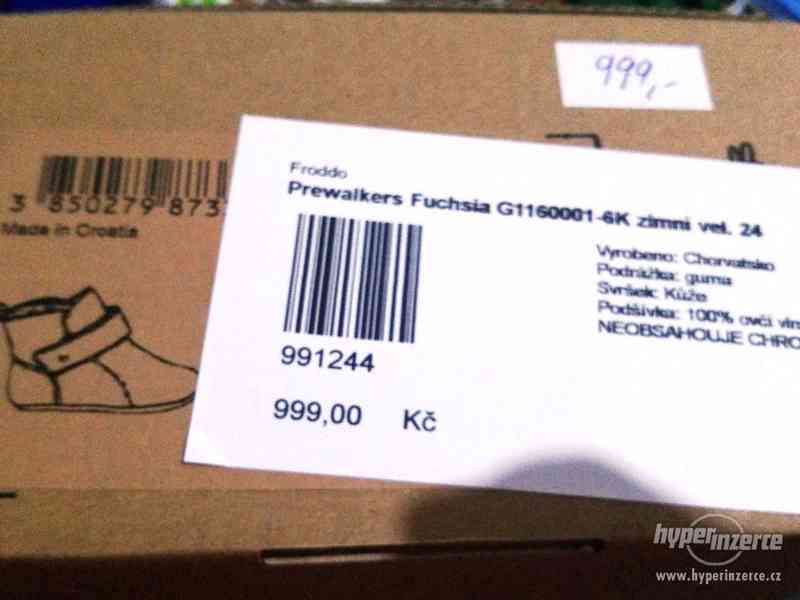 999,-
Froddo
Prewalkers Fuchsia G1160001-6K zimni vel. 24
3 850279 873
Made in Croatia
Vyrobeno: Chorvatsko
Podrážka: guma
Svršek: Kůže
Podšívka: 100% ovčí
NEOBSAHOUJE CHRO
991244
999,00 Kč
hyperinzerce
www.hyperinzerce.cz